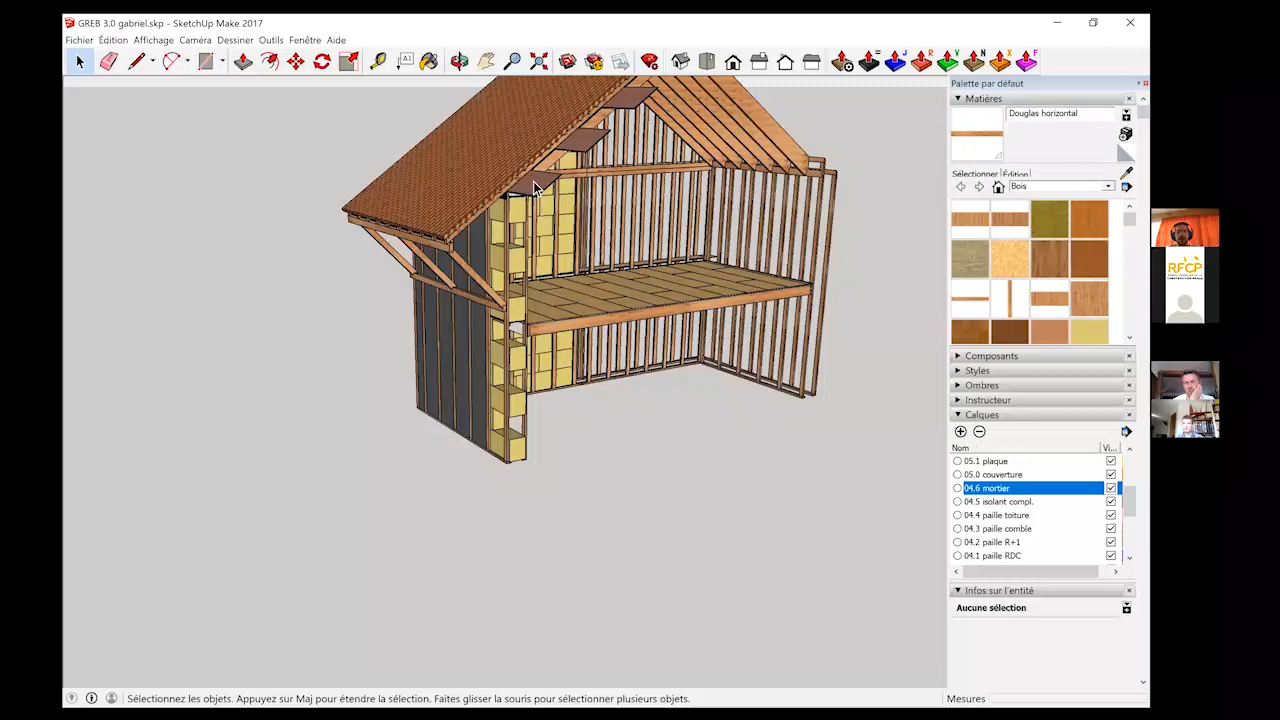 GREB 3.0 gabriel.skp - SketchUp Make 2017
Fichier Édition Affichage Caméra Dessiner Outils Fenêtre Aide
A1
= J R V N X F
Palette par défaut
Matières
Douglas horizontal
Sélectionner Édition
Bois
Composants
Styles
Ombres
Instructeur
Calques
Nom Vi...
05.1 plaque
05.0 couverture
04.6 mortier
04.5 isolant compl.
04.4 paille toiture
04.3 paille comble
04.2 paille R+1
04.1 paille RDC
Infos sur l'entité
Aucune sélection
RFCP
Sélectionnez les objets. Appuyez sur Maj pour étendre la sélection. Faites glisser la souris pour sélectionner plusieurs objets.
Mesures